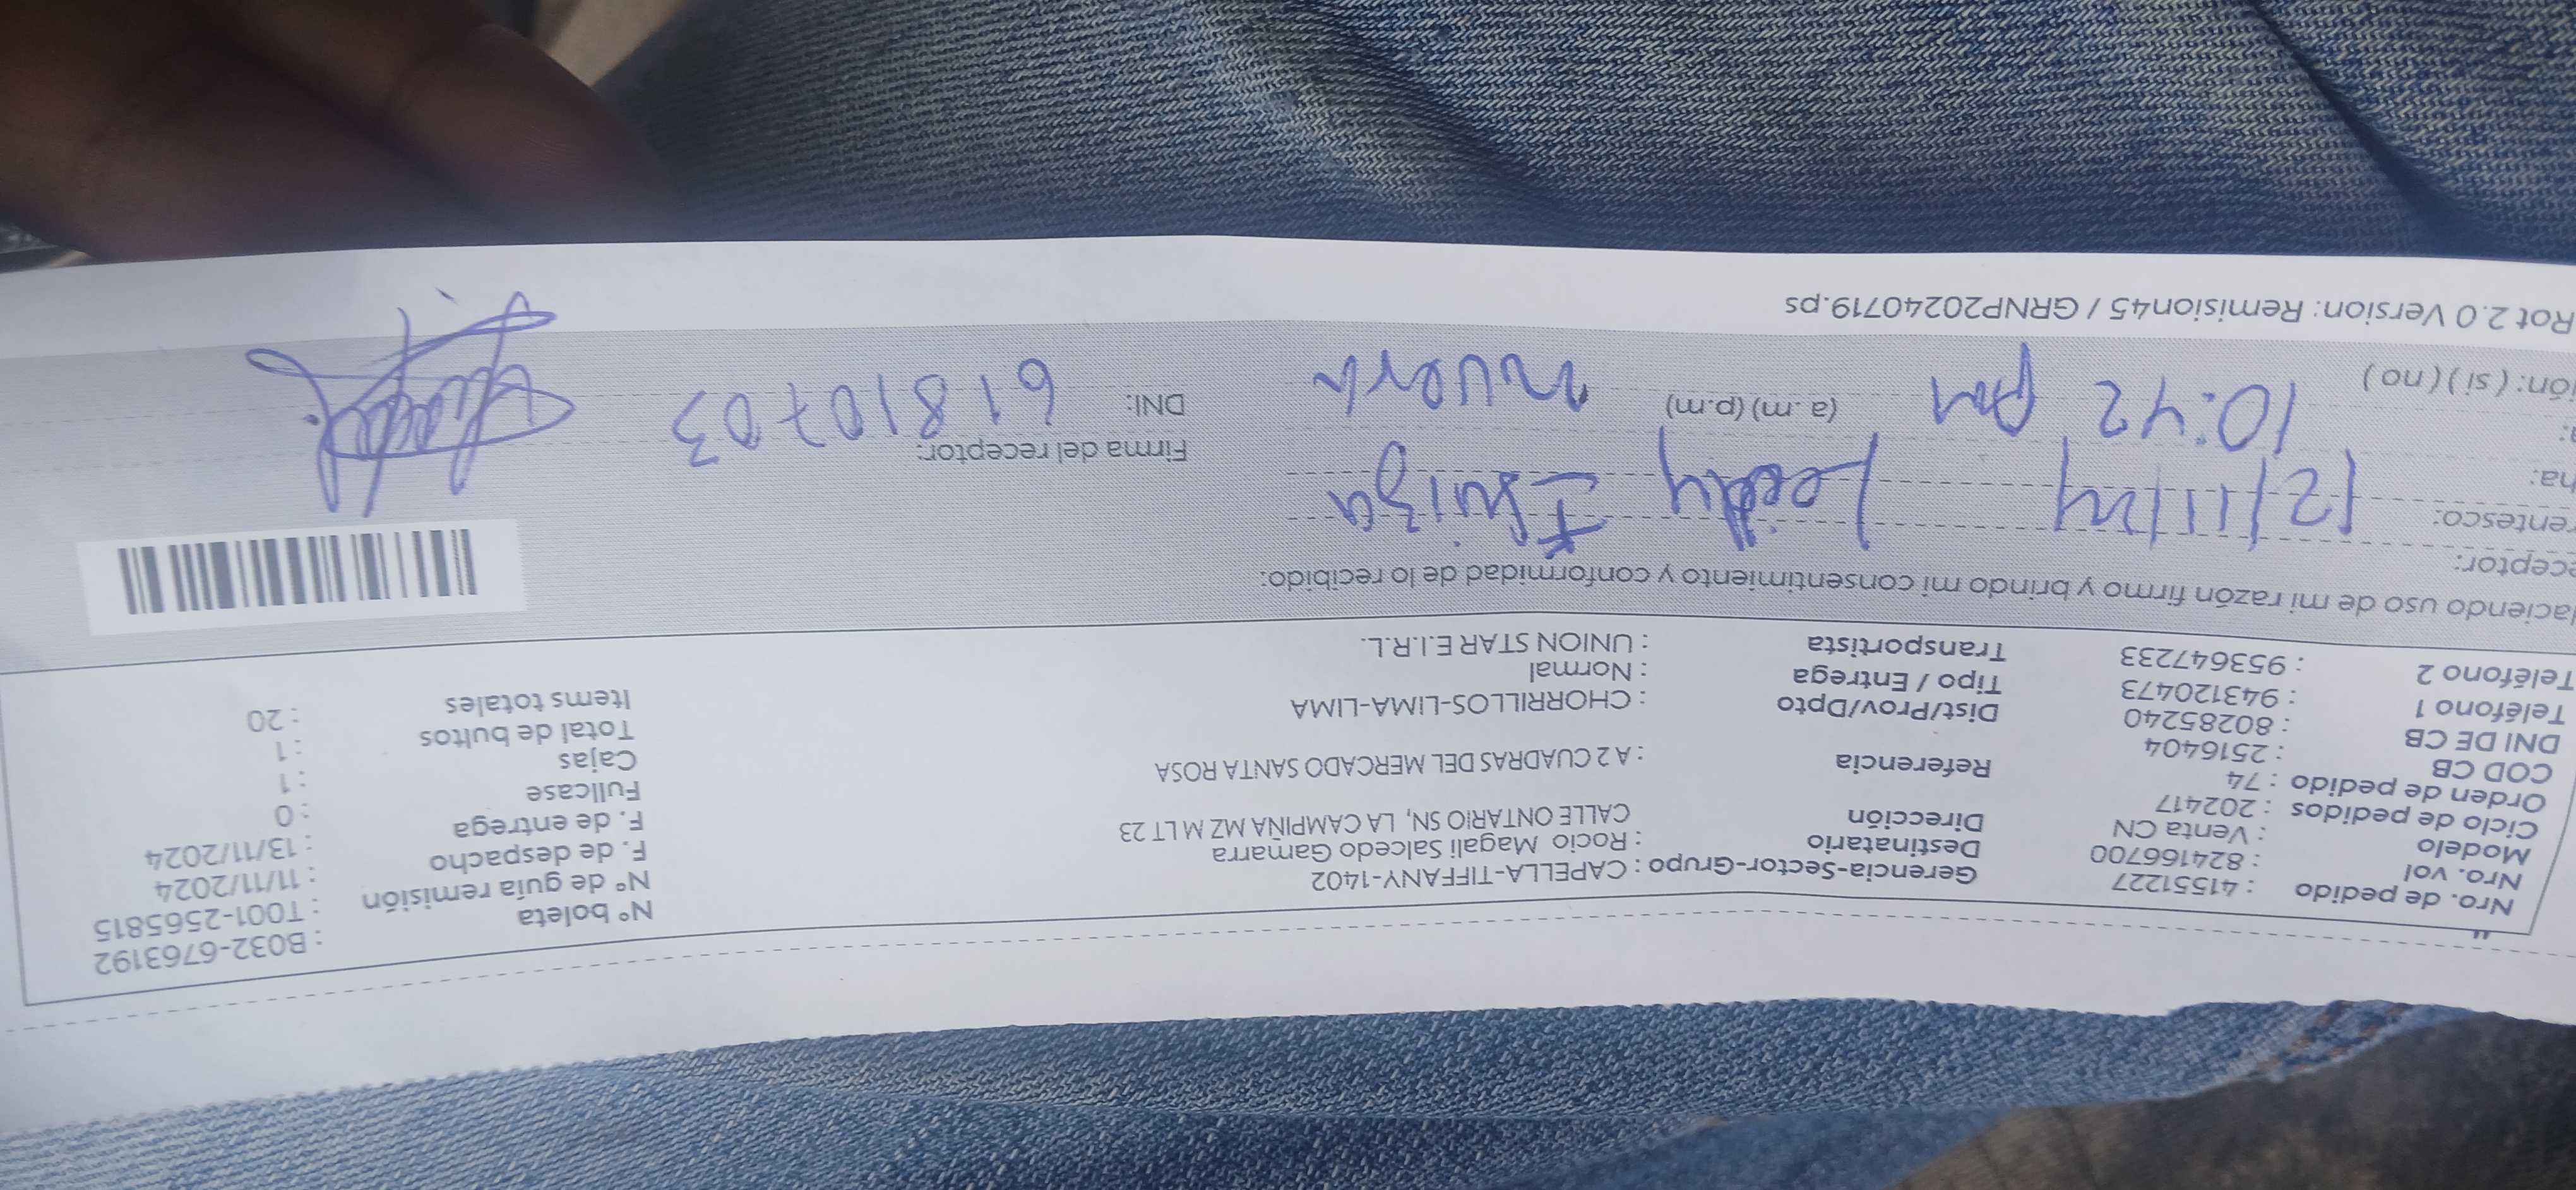 Nro. de pedido : 41551227 Gerencia-Sector-Grupo : CAPELLA-TIFFANY-1402 N° boleta : B032-6763192
Nro. vol : 824166700 Destinatario : Rocio Magali Salcedo Gamarra N° de guía remisión : T001-2565815
Modelo : Venta CN Dirección CALLE ONTARIO SN, LA CAMPIÑA MZ M LT 23 F. de despacho : 11/11/2024
Ciclo de pedidos : 202417 F. de entrega : 13/11/2024
Orden de pedido : 74 Referencia : A 2 CUADRAS DEL MERCADO SANTA ROSA Fullcase : 0
COD CB : 2516404 Cajas : 1
DNI DE CB : 80285240 Dist/Prov/Dpto : CHORRILLOS-LIMA-LIMA Total de bultos : 1
Teléfono 1 : 943120473 Tipo / Entrega : Normal Items totales : 20
Teléfono 2 : 953647233 Transportista : UNION STAR E.I.R.L.
aciendo uso de mi razón firmo y brindo mi consentimiento y conformidad de lo recibido:
ceptor:
entesco: 12/11/24
ha: Firma del receptor:
10:42 pm (a.m) (p.m) nuera DNI: 61810703
ón: ( si ) ( no )
Rot 2.0 Version: Remision45 / GRNP20240719.ps